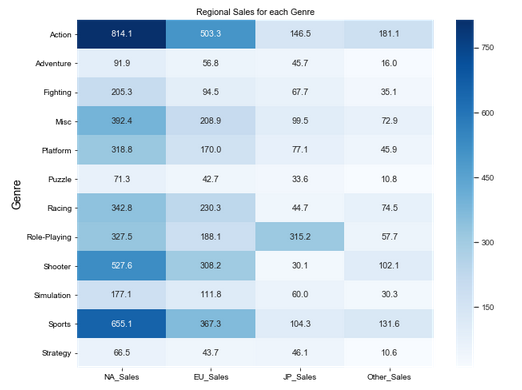 Regional Sales for each Genre
Action 814.1 503.3 146.5 181.1
Adventure 91.9 56.8 45.7 16.0
Fighting 205.3 94.5 67.7 35.1
Misc 392.4 208.9 99.5 72.9
Platform 318.8 170.0 77.1 45.9
Puzzle 71.3 42.7 33.6 10.8
Racing 342.8 230.3 44.7 74.5
Role-Playing 327.5 188.1 315.2 57.7
Shooter 527.6 308.2 30.1 102.1
Simulation 177.1 111.8 60.0 30.3
Sports 655.1 367.3 104.3 131.6
Strategy 66.5 43.7 46.1 10.6
NA_Sales EU_Sales JP_Sales Other_Sales
Genre
750
600
450
300
150